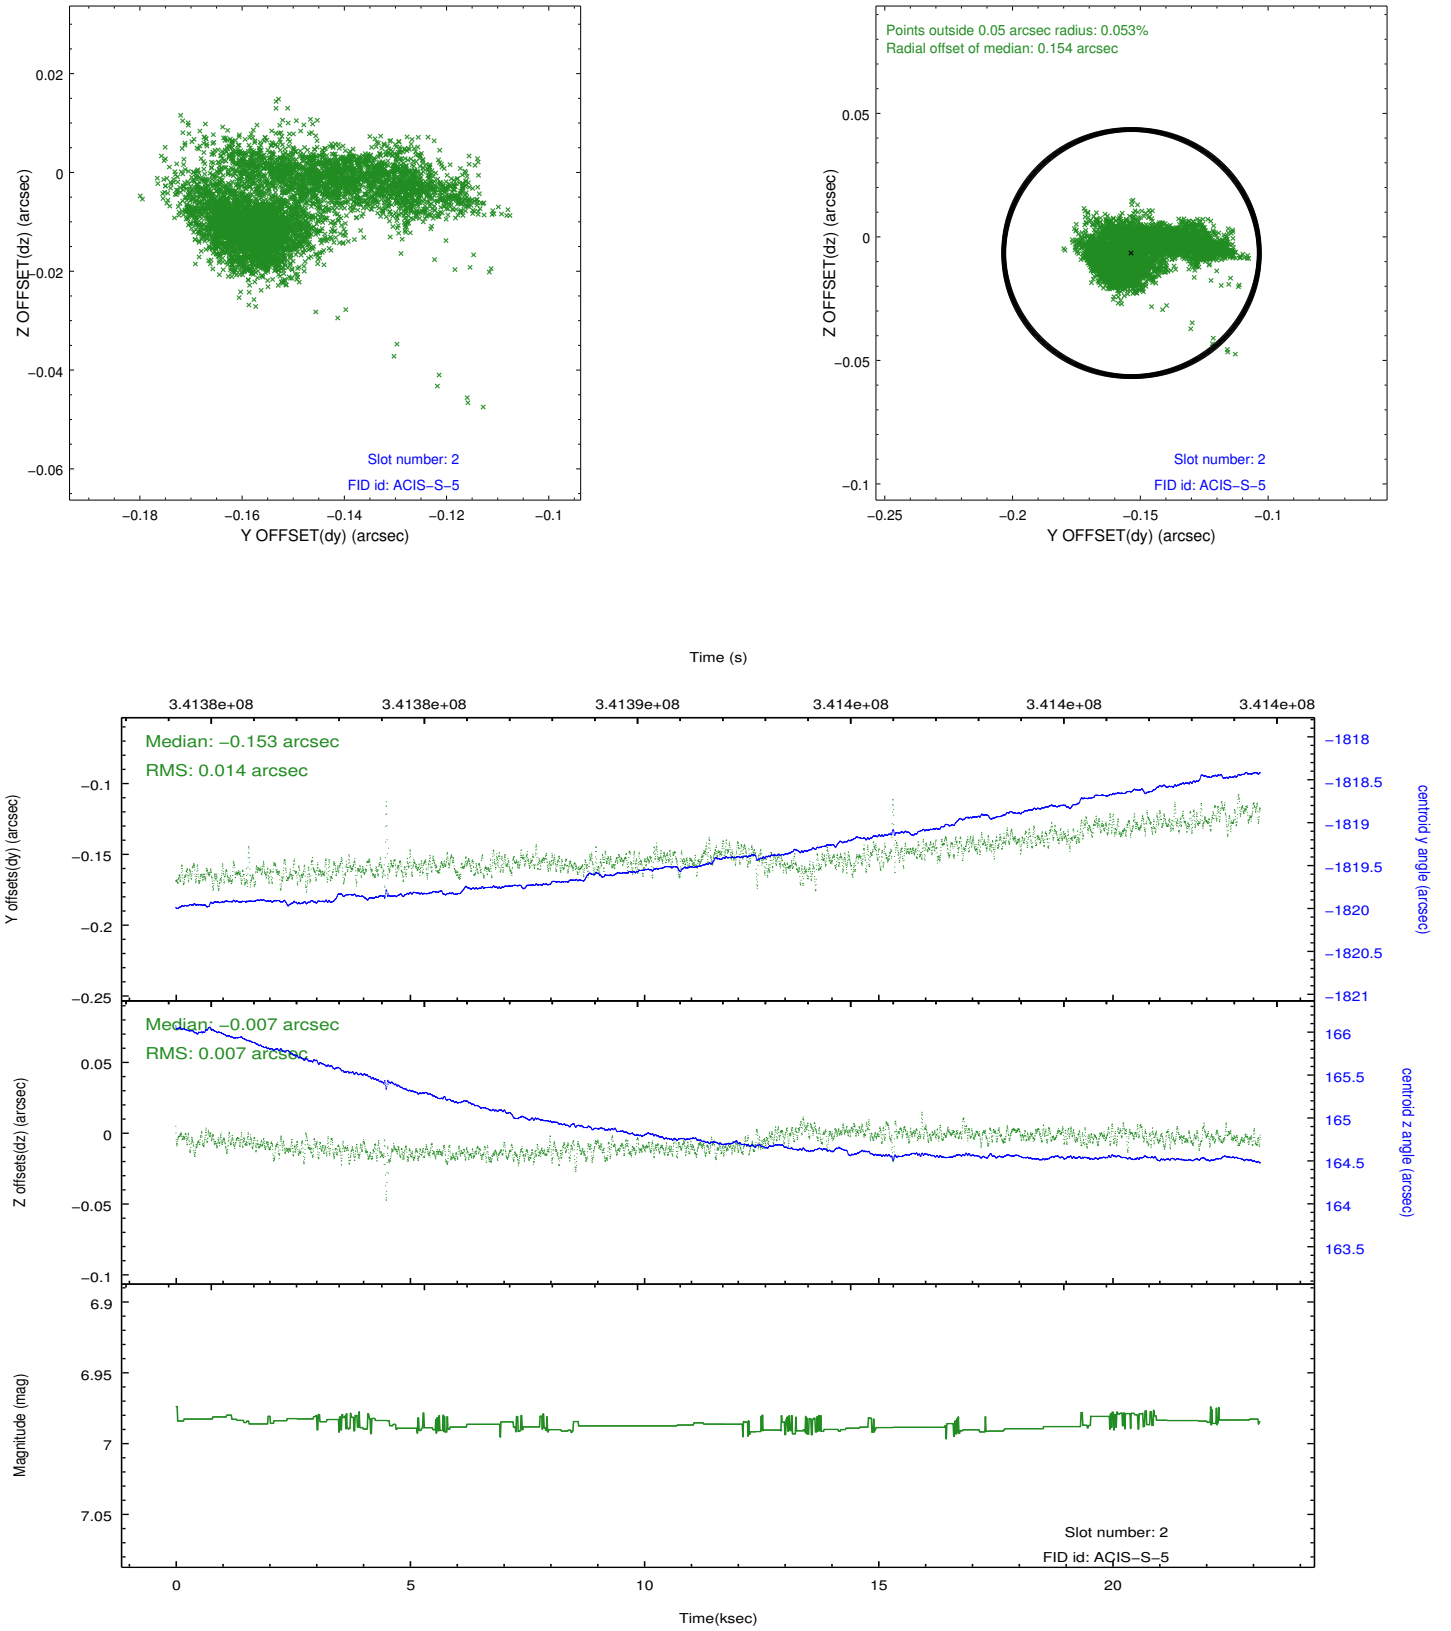 0.02
0
−0.02
−0.04
−0.06
Z OFFSET(dz) (arcsec)
Slot number: 2
FID id: ACIS−S−5
−0.18
−0.16
−0.14
−0.12
−0.1
Y OFFSET(dy) (arcsec)
Points outside 0.05 arcsec radius: 0.053%
Radial offset of median: 0.154 arcsec
0.05
0
−0.05
−0.1
Z OFFSET(dz) (arcsec)
Slot number: 2
FID id: ACIS−S−5
−0.25
−0.2
−0.15
−0.1
Y OFFSET(dy) (arcsec)
Time (s)
3.4138e+08
3.4138e+08
3.4139e+08
3.414e+08
3.414e+08
3.414e+08
Median: −0.153 arcsec
RMS: 0.014 arcsec
−0.1
−0.15
−0.2
−0.25
Y offsets(dy) (arcsec)
−1818
−1818.5
−1819
−1819.5
−1820
−1820.5
−1821
centroid y angle (arcsec)
Median: −0.007 arcsec
RMS: 0.007 arcsec
0.05
0
−0.05
−0.1
Z offsets(dz) (arcsec)
166
165.5
165
164.5
164
163.5
centroid z angle (arcsec)
6.9
6.95
7
7.05
Magnitude (mag)
Slot number: 2
FID id: ACIS−S−5
0
5
10
15
20
Time(ksec)